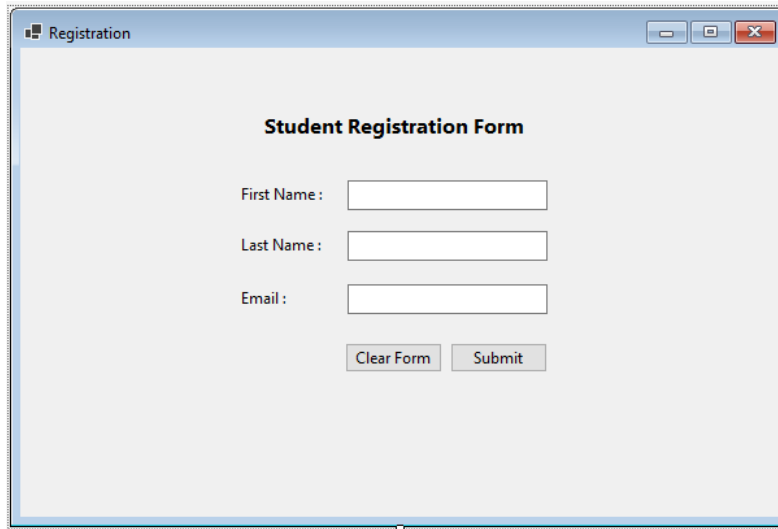 Registration
Student Registration Form
First Name :
Last Name :
Email :
Clear Form Submit